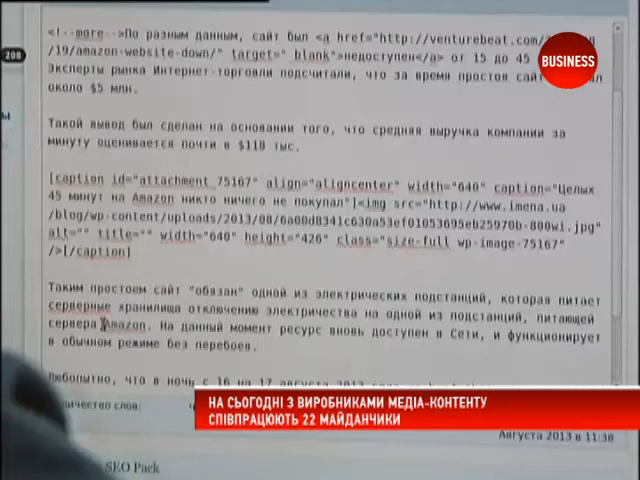 <!--more-->По разным данным, сайт был <a href="http://venturebeat.com/
/19/amazon-website-down/" target="_blank">недоступен</a> от 15 до 45
Эксперты рынка Интернет-торговли подсчитали, что за время простоя сайт
около $5 млн.
208
BUSINESS
Такой вывод был сделан на основании того, что средняя выручка компании за
минуту оценивается почти в $118 тыс.
[caption id="attachment_75167" align="aligncenter" width="640" caption="Целых
45 минут на Amazon никто ничего не покупал"]<img src="http://www.imena.ua
/blog/wp-content/uploads/2013/08/6a00d8341c630a53ef01053695eb25970b-800wi.jpg"
alt="" title="" width="640" height="426" class="size-full wp-image-75167"
/>[/caption]
Таким простоем сайт "обязан" одной из электрических подстанций, которая питает
серверные хранилища отключению электричества на одной из подстанций, питающей
сервера Amazon. На данный момент ресурс вновь доступен в Сети, и функционирует
в обычном режиме без перебоев.
Любопытно, что в ночь с 16 на 17 августа 2013 года
количество слов:
НА СЬОГОДНІ З ВИРОБНИКАМИ МЕДІА-КОНТЕНТУ
СПІВПРАЦЮЮТЬ 22 МАЙДАНЧИКИ
Августа 2013 в 11:38
SEO Pack